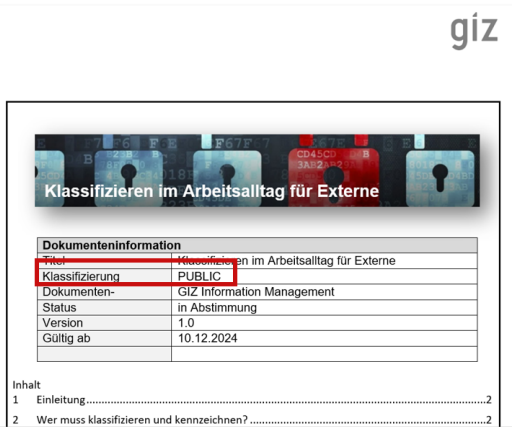 giz
Klassifizieren im Arbeitsalltag für Externe
Dokumenteninformation
Titel Klassifizieren im Arbeitsalltag für Externe
Klassifizierung PUBLIC
Dokumenten- GIZ Information Management
Status in Abstimmung
Version 1.0
Gültig ab 10.12.2024
Inhalt
1 Einleitung 2
2 Wer muss klassifizieren und kennzeichnen? 2